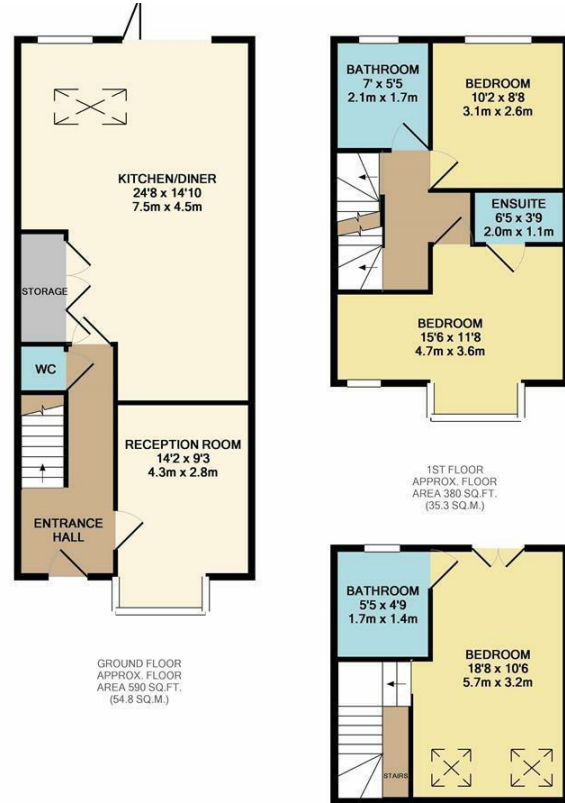 KITCHEN/DINER
24'8 x 14'10
7.5m x 4.5m
STORAGE
WC
RECEPTION ROOM
14'2 x 9'3
4.3m x 2.8m
ENTRANCE
HALL
GROUND FLOOR
APPROX. FLOOR
AREA 590 SQ.FT.
(54.8 SQ.M.)
BATHROOM
7' x 5'5
2.1m x 1.7m
BEDROOM
10'2 x 8'8
3.1m x 2.6m
ENSUITE
6'5 x 3'9
2.0m x 1.1m
BEDROOM
15'6 x 11'8
4.7m x 3.6m
1ST FLOOR
APPROX. FLOOR
AREA 380 SQ.FT.
(35.3 SQ.M.)
BATHROOM
5'5 x 4'9
1.7m x 1.4m
BEDROOM
18'8 x 10'6
5.7m x 3.2m
STAIRS